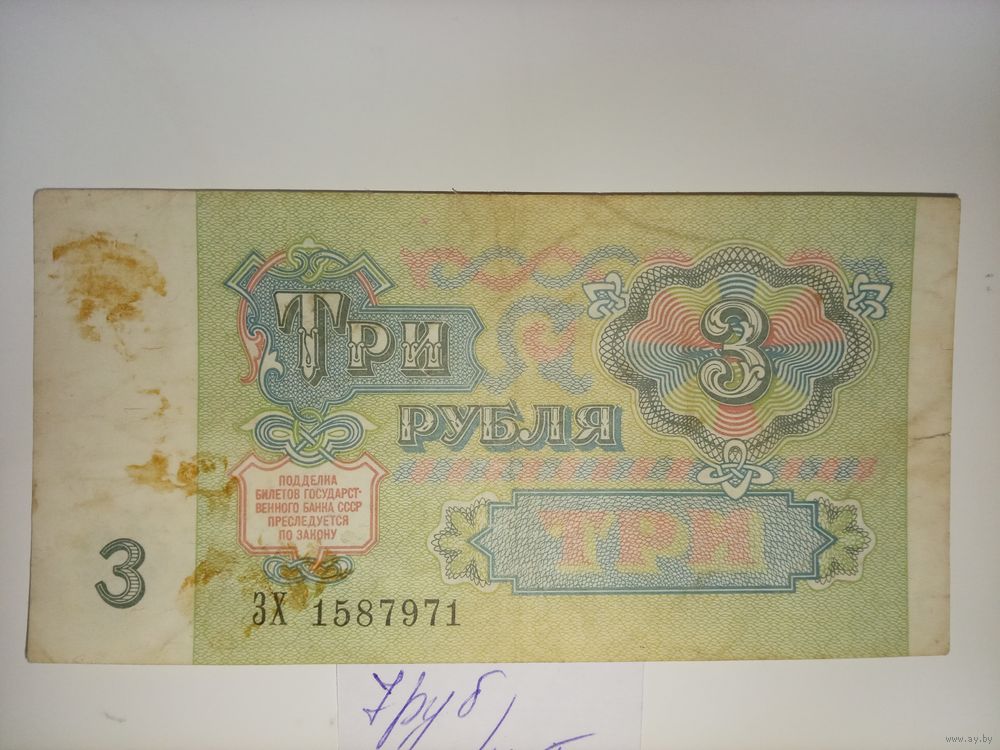 Три
РУБЛЯ
3
ПОДДЕЛКА
БИЛЕТОВ ГОСУДАРСТ-
ВЕННОГО БАНКА СССР
ПРЕСЛЕДУЕТСЯ
ПО ЗАКОНУ
ТРИ
3
ЗХ 1587971
7руб
www.ay.by